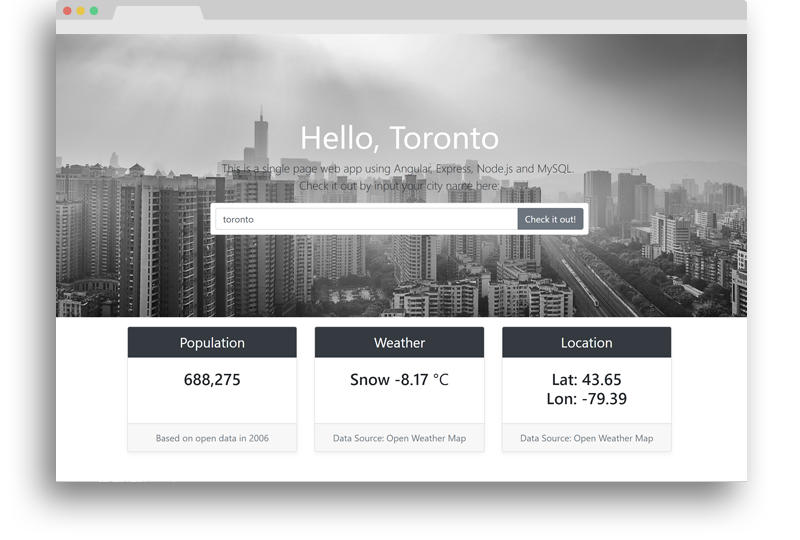 Hello, Toronto
This is a single page web app using Angular, Express, Node.js and MySQL.
Check it out by input your city name here:
toronto
Check it out!
Population
688,275
Based on open data in 2006
Weather
Snow -8.17 °C
Data Source: Open Weather Map
Location
Lat: 43.65
Lon: -79.39
Data Source: Open Weather Map